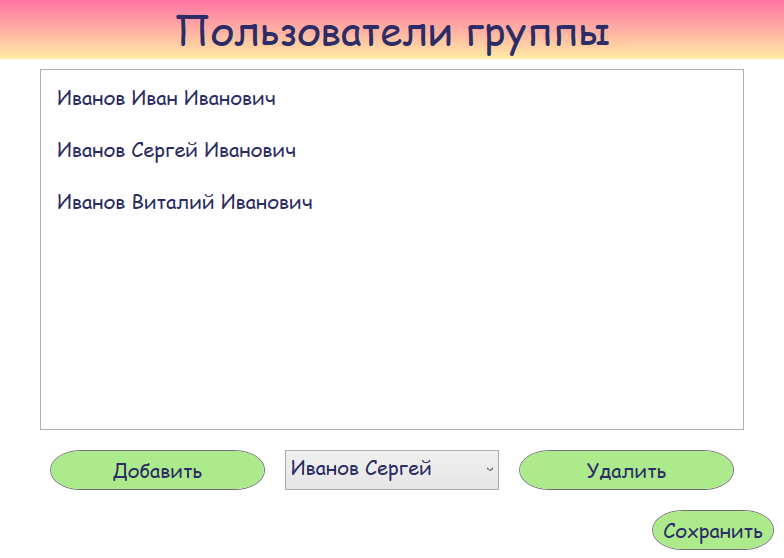 Пользователи группы
Иванов Иван Иванович
Иванов Сергей Иванович
Иванов Виталий Иванович
Добавить
Иванов Сергей
Удалить
Сохранить